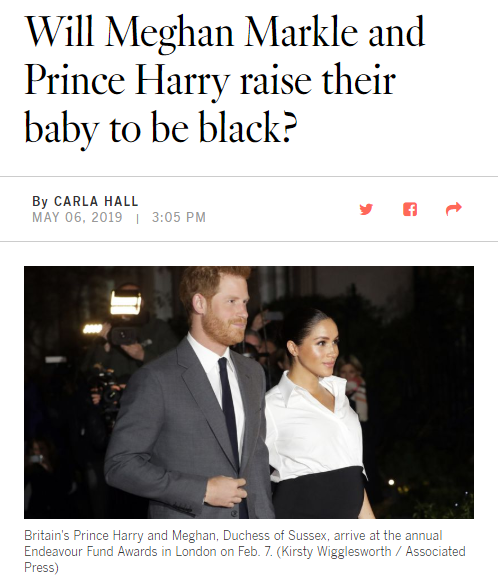 Will Meghan Markle and
Prince Harry raise their
baby to be black?
By CARLA HALL
MAY 06, 2019 | 3:05 PM
Britain's Prince Harry and Meghan, Duchess of Sussex, arrive at the annual
Endeavour Fund Awards in London on Feb. 7. (Kirsty Wigglesworth / Associated
Press)